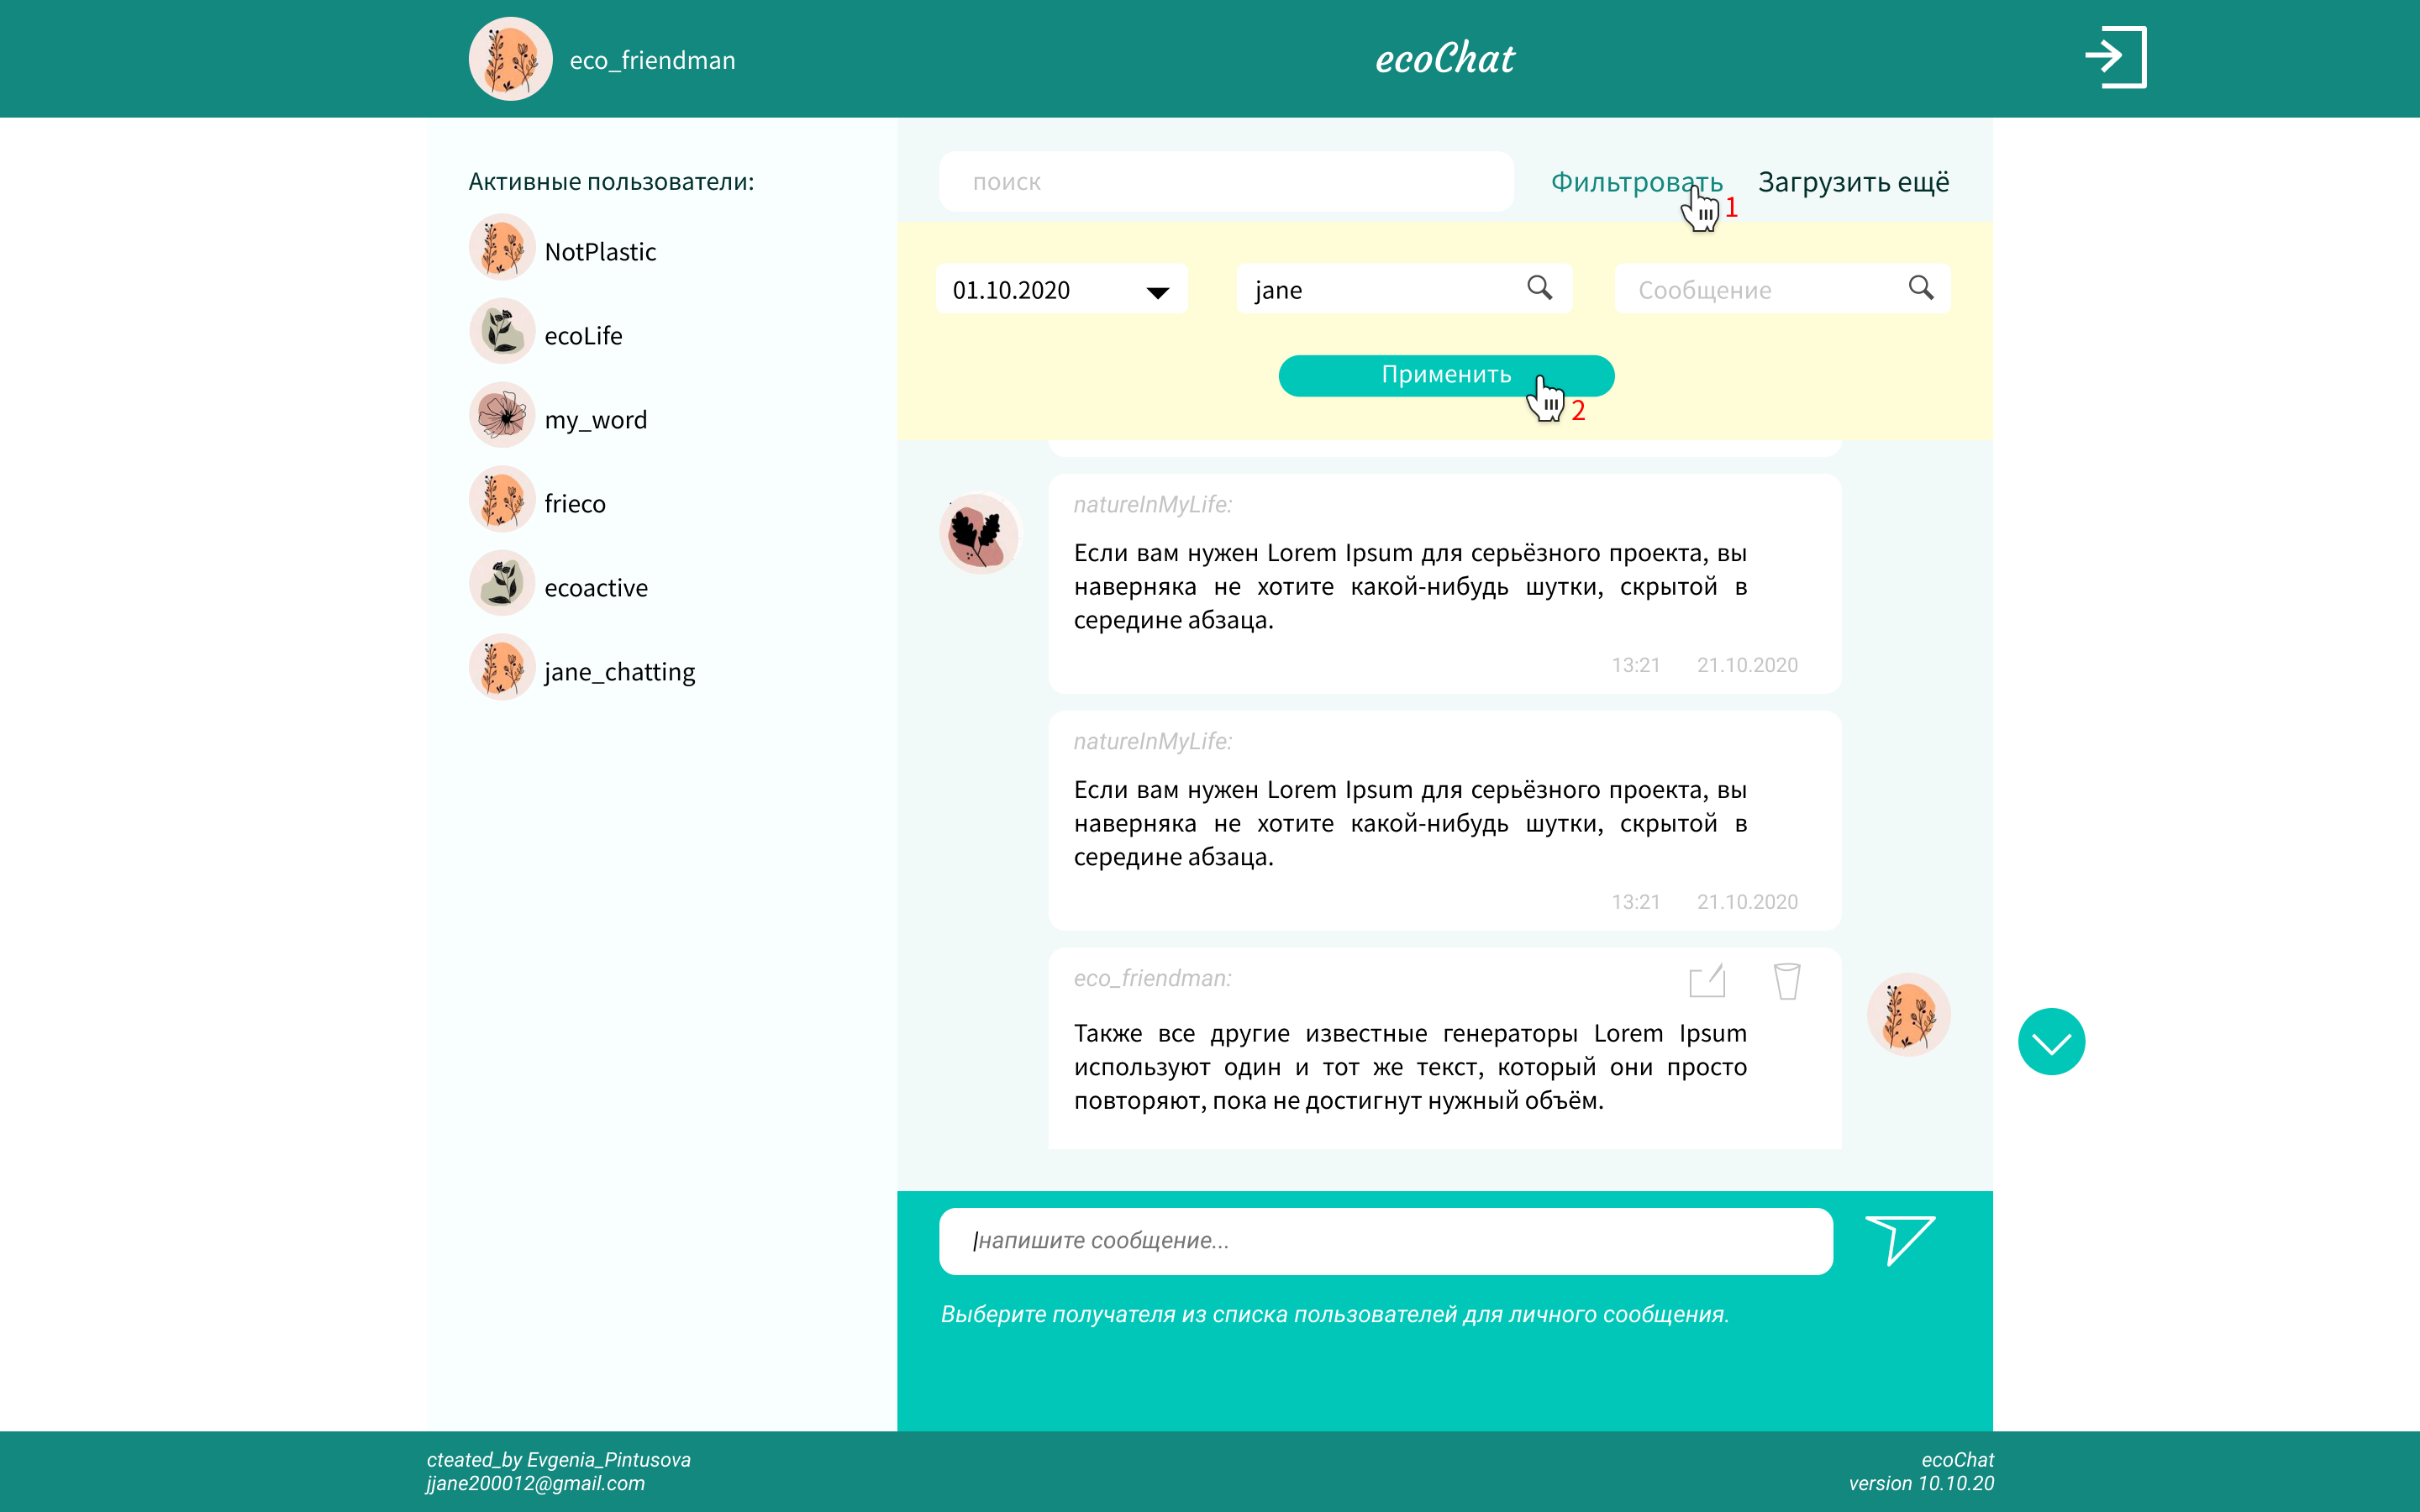 eco_friendman
ecoChat
Активные пользователи:
NotPlastic
ecoLife
my_word
frieco
ecoactive
jane_chatting
поиск
Фильтровать
1
Загрузить ещё
01.10.2020
jane
Сообщение
Применить
2
natureInMyLife:
Если вам нужен Lorem Ipsum для серьёзного проекта, вы
наверняка не хотите какой-нибудь шутки, скрытой в
середине абзаца.
13:21 21.10.2020
natureInMyLife:
Если вам нужен Lorem Ipsum для серьёзного проекта, вы
наверняка не хотите какой-нибудь шутки, скрытой в
середине абзаца.
13:21 21.10.2020
eco_friendman:
Также все другие известные генераторы Lorem Ipsum
используют один и тот же текст, который они просто
повторяют, пока не достигнут нужный объём.
напишите сообщение...
Выберите получателя из списка пользователей для личного сообщения.
cteated_by Evgenia_Pintusova
jjane200012@gmail.com
ecoChat
version 10.10.20